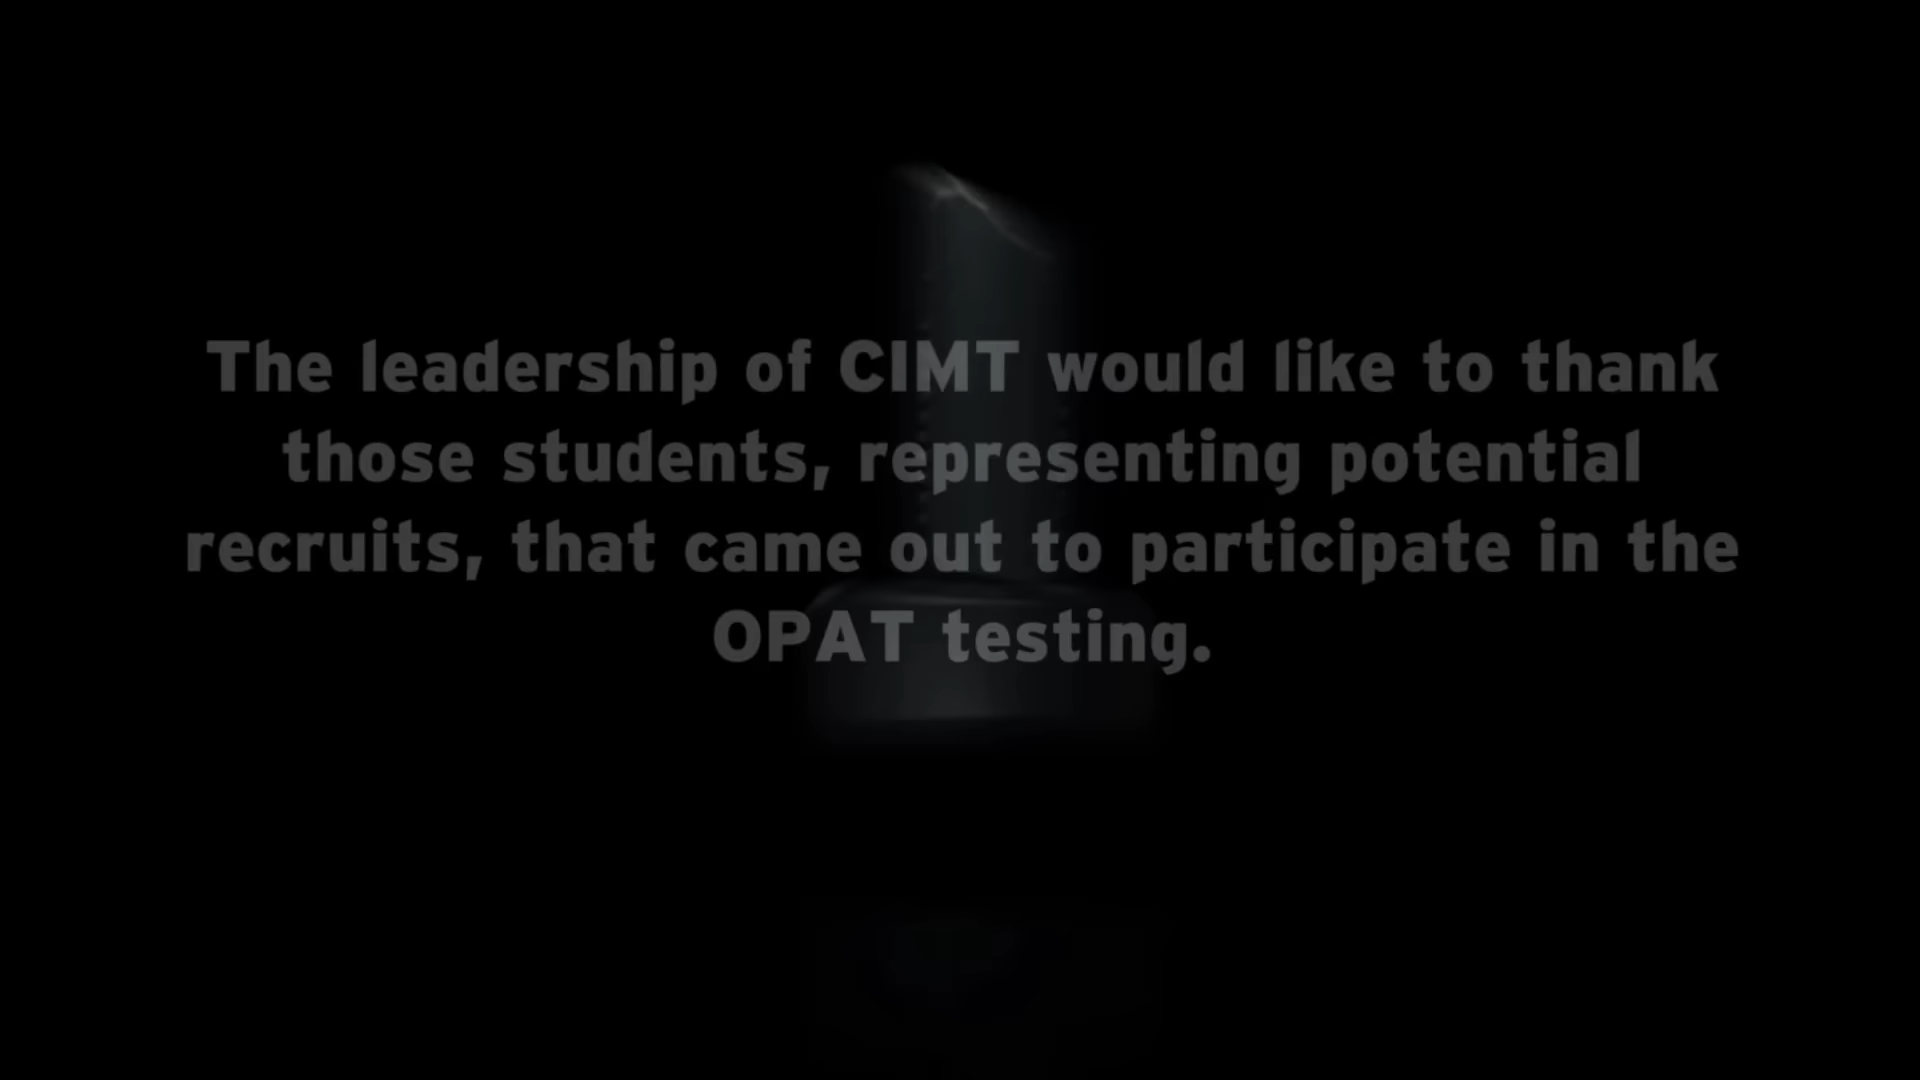 The leadership of CIMT would like to thank
those students, representing potential
recruits, that came out to participate in the
OPAT testing.